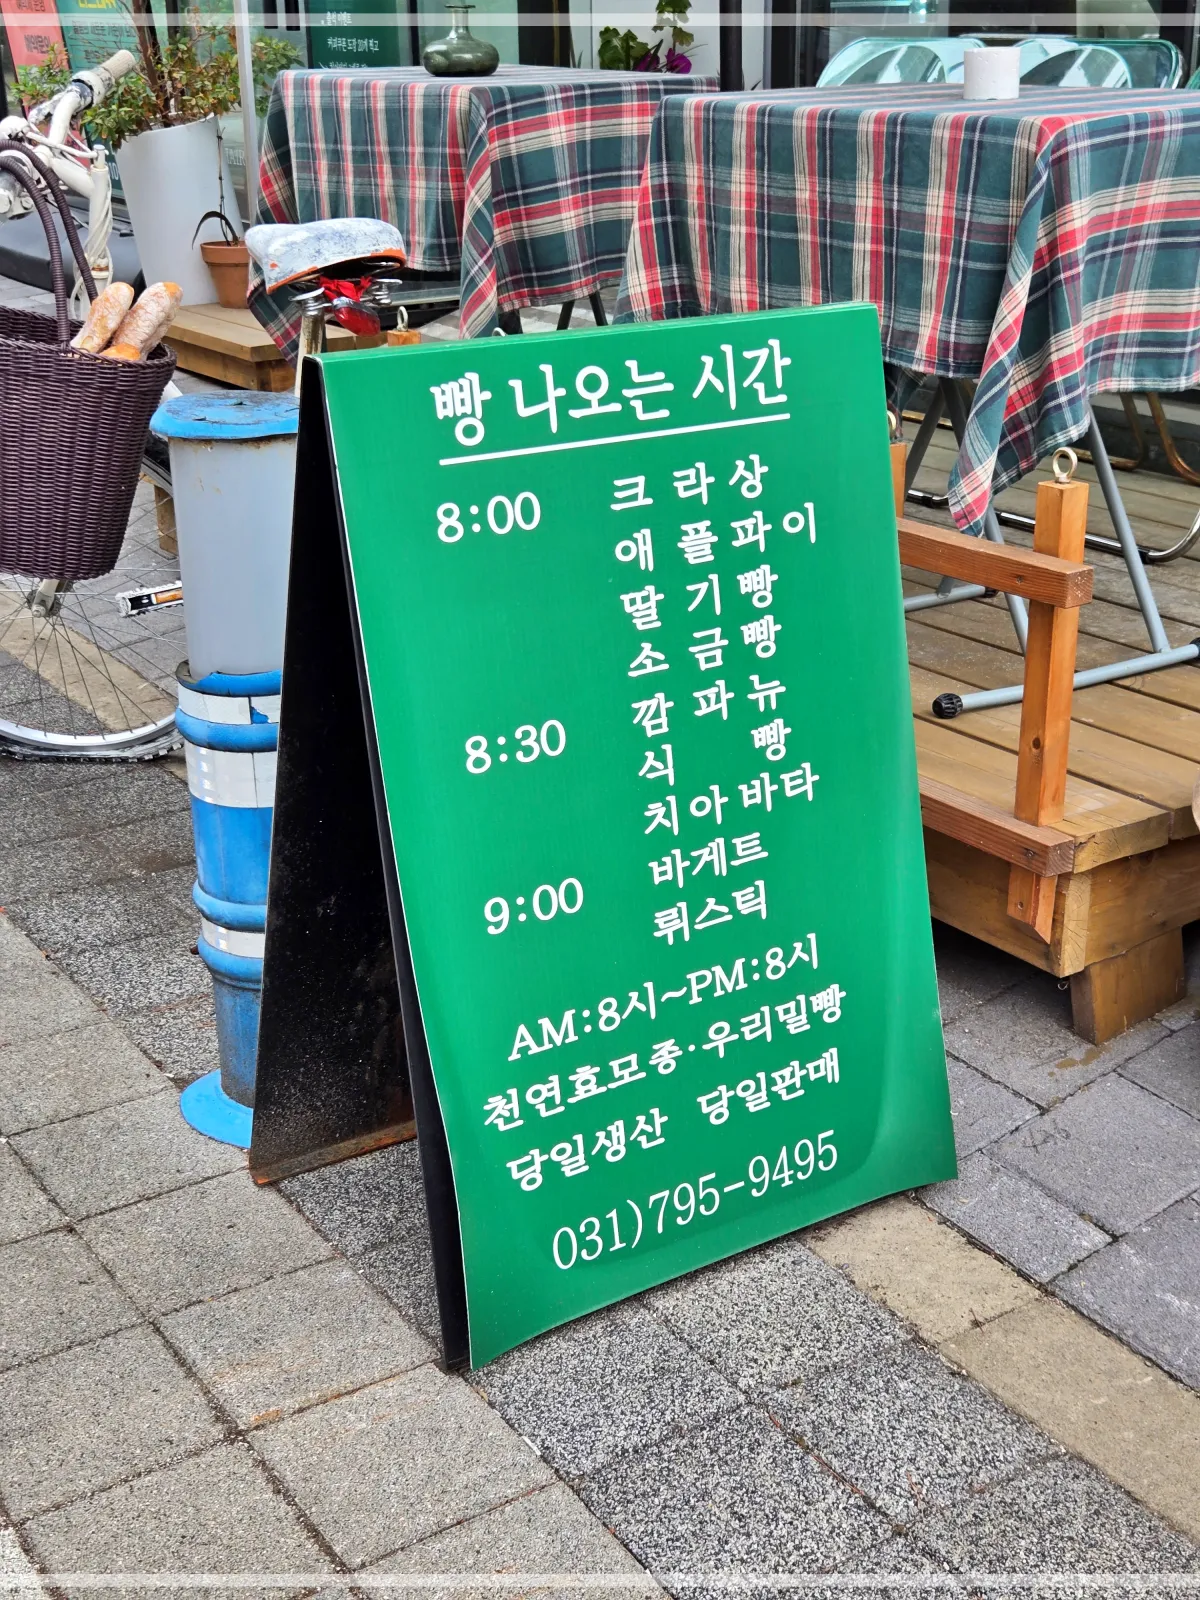 빵 나오는 시간
8:00 크라상
애플파이
딸기빵
소금빵
8:30 깜파뉴
식 빵
치아바타
9:00 바게트
뤼스틱
AM:8시~PM:8시
천연효모종·우리밀빵
당일생산 당일판매
031)795-9495